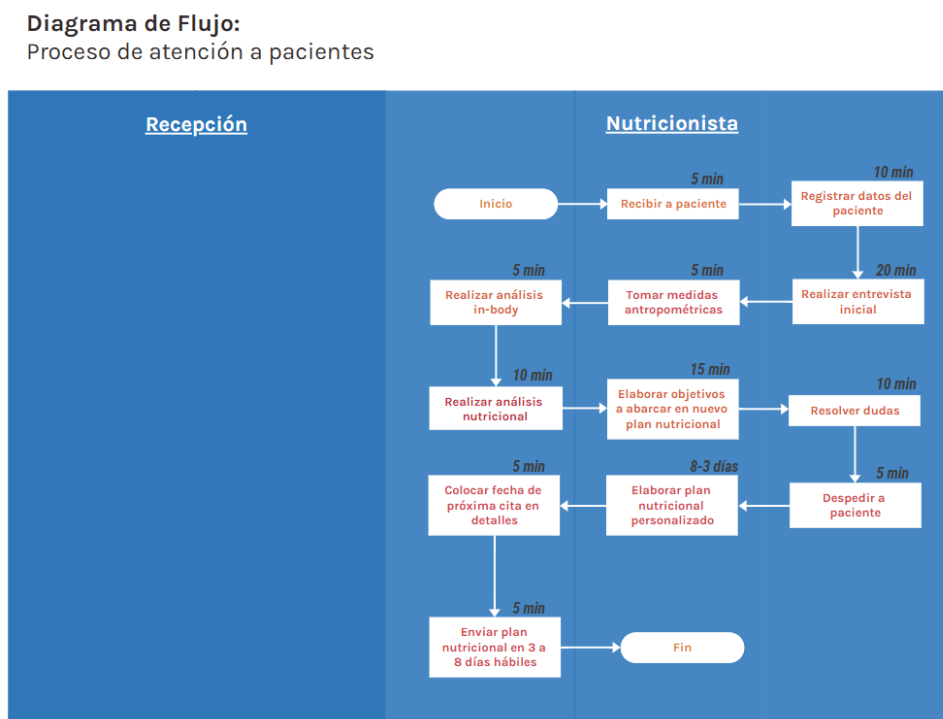 Diagrama de Flujo:
Proceso de atención a pacientes
Recepción
Nutricionista
Inicio
5 min
Recibir a paciente
10 min
Registrar datos del
paciente
20 min
Realizar entrevista
inicial
5 min
Tomar medidas
antropométricas
5 min
Realizar análisis
in-body
10 min
Realizar análisis
nutricional
15 min
Elaborar objetivos
a abarcar en nuevo
plan nutricional
10 min
Resolver dudas
5 min
Despedir a
paciente
8-3 días
Elaborar plan
nutricional
personalizado
5 min
Colocar fecha de
próxima cita en
detalles
5 min
Enviar plan
nutricional en 3 a
8 días hábiles
Fin